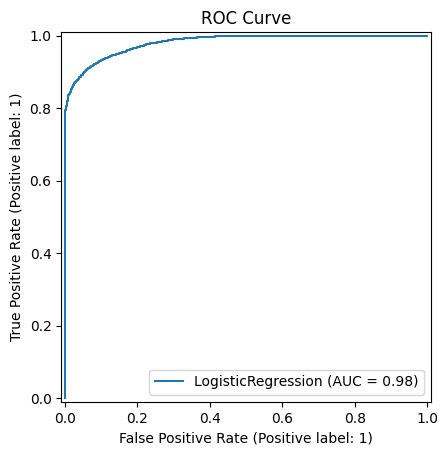 ROC Curve
1.0
0.8
0.6
0.4
0.2
0.0
True Positive Rate (Positive label: 1)
LogisticRegression (AUC = 0.98)
0.0 0.2 0.4 0.6 0.8 1.0
False Positive Rate (Positive label: 1)